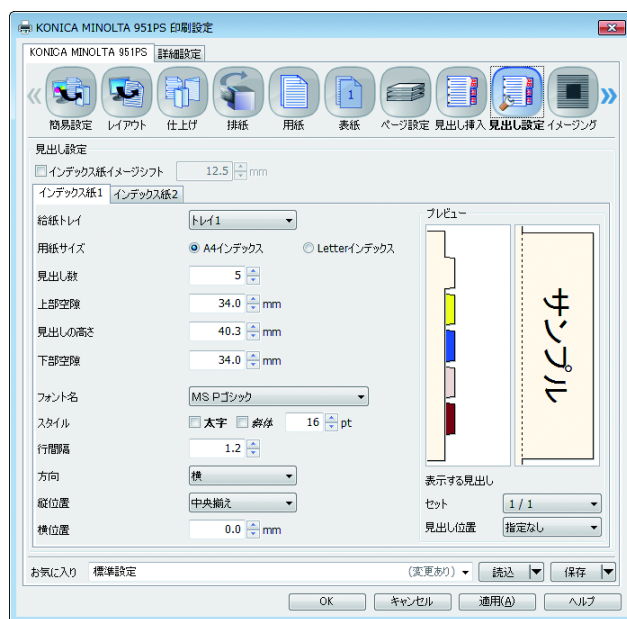 KONICA MINOLTA 951PS 印刷設定
KONICA MINOLTA 951PS 詳細設定
簡易設定 レイアウト 仕上げ 排紙 用紙 表紙 ページ設定 見出し挿入 見出し設定 イメージング
見出し設定
インデックス紙イメージシフト 12.5 mm
インデックス紙1 インデックス紙2
給紙トレイ トレイ1
用紙サイズ A4インデックス Letterインデックス
見出し数 5
上部空隙 34.0 mm
見出しの高さ 40.3 mm
下部空隙 34.0 mm
フォント名 MS Pゴシック
スタイル 太字 斜体 16 pt
行間隔 1.2
方向 横
縦位置 中央揃え
横位置 0.0 mm
プレビュー
サンプル
表示する見出し
セット 1 / 1
見出し位置 指定なし
お気に入り 標準設定 (変更あり) 読込 保存
OK キャンセル 適用(A) ヘルプ